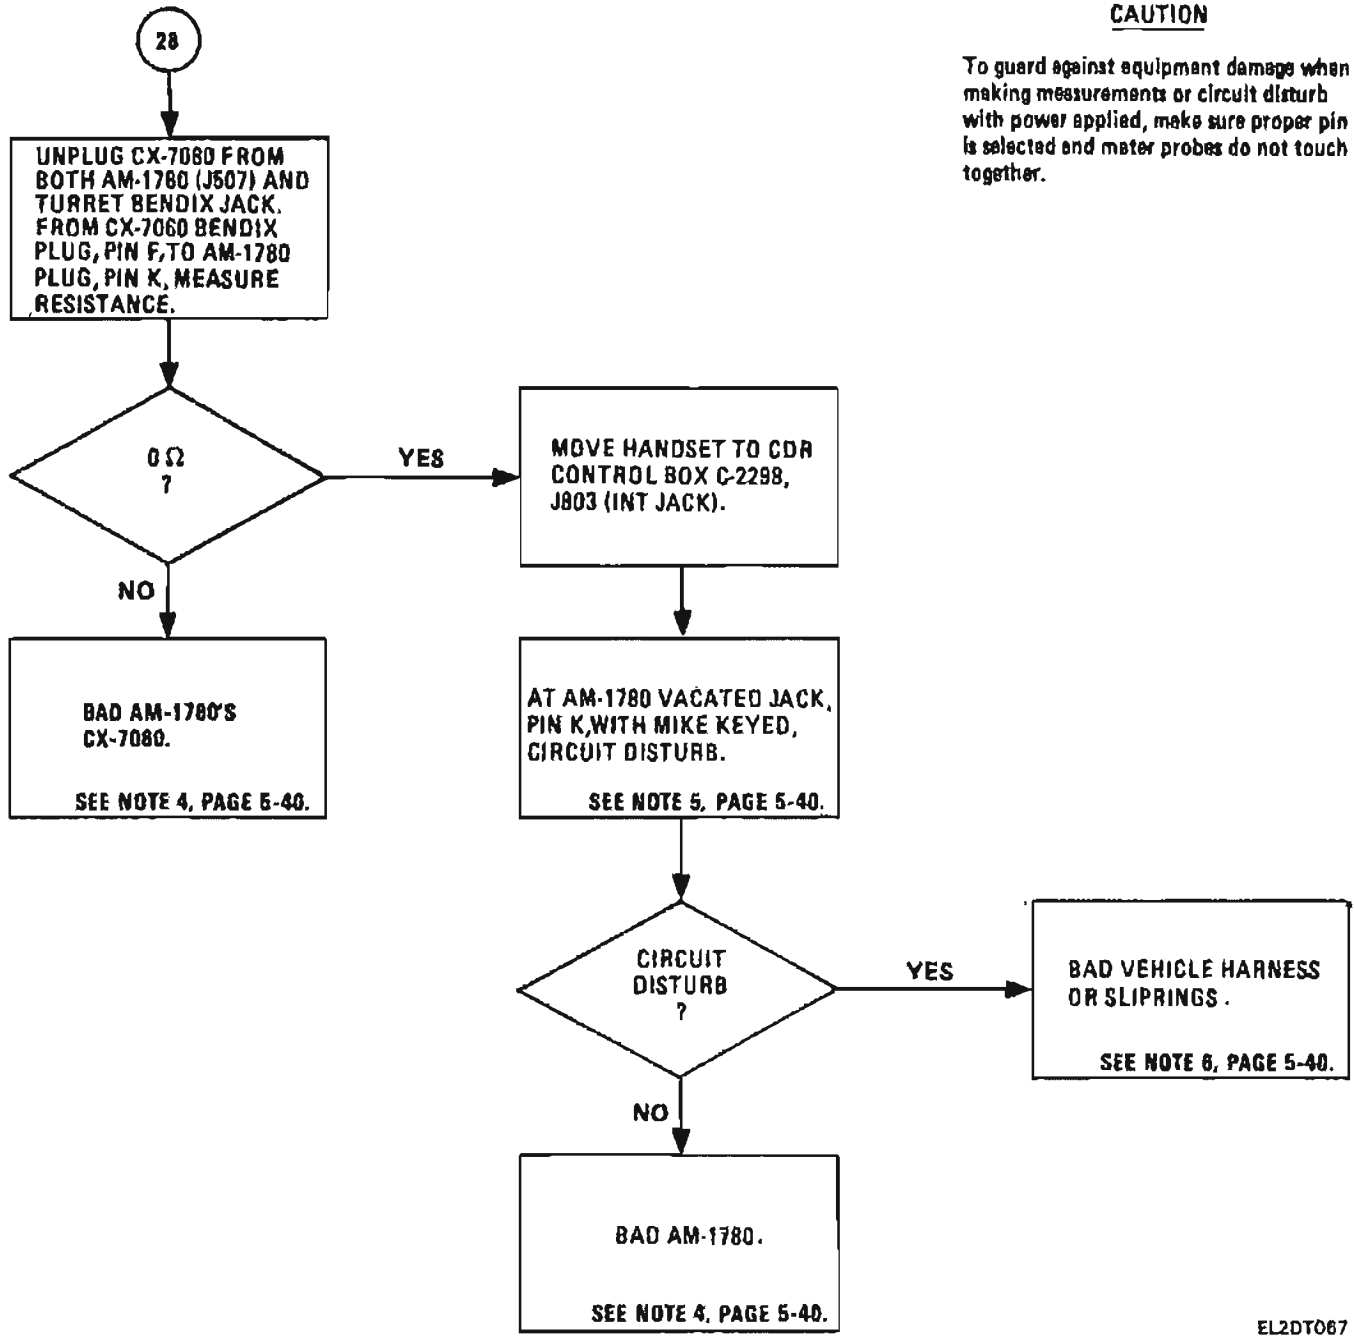 28
CAUTION
To guard against equipment damage when
making measurements or circuit disturb
with power applied, make sure proper pin
is selected and meter probes do not touch
together.
UNPLUG CX-7060 FROM
BOTH AM-1780 (J507) AND
TURRET BENDIX JACK.
FROM CX-7060 BENDIX
PLUG, PIN F, TO AM-1780
PLUG, PIN K, MEASURE
RESISTANCE.
0 Ω
?
YES
NO
MOVE HANDSET TO CDR
CONTROL BOX C-2298,
J803 (INT JACK).
BAD AM-1780'S
CX-7060.
SEE NOTE 4, PAGE 5-40.
AT AM-1780 VACATED JACK,
PIN K, WITH MIKE KEYED,
CIRCUIT DISTURB.
SEE NOTE 5, PAGE 5-40.
CIRCUIT
DISTURB
?
YES
NO
BAD VEHICLE HARNESS
OR SLIPRINGS.
SEE NOTE 6, PAGE 5-40.
BAD AM-1780.
SEE NOTE 4, PAGE 5-40.
EL2DT067